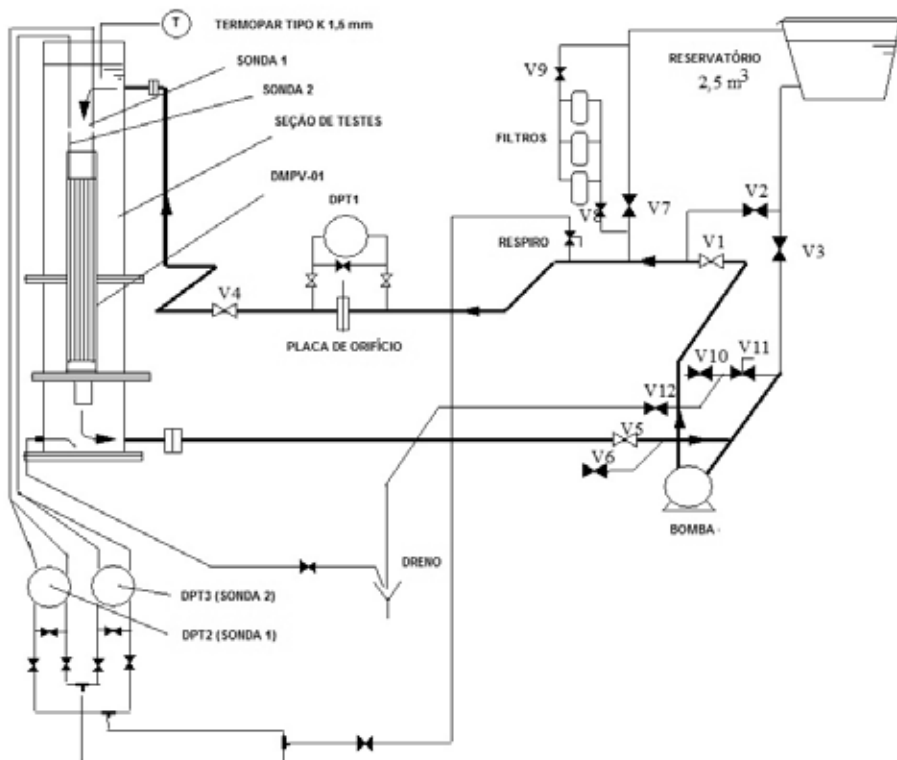 T
TERMOPAR TIPO K 1,5 mm
SONDA 1
SONDA 2
SEÇÃO DE TESTES
DMPV-01
DPT1
V4
PLACA DE ORIFÍCIO
V9
FILTROS
V8
V7
RESPIRO
RESERVATÓRIO
2,5 m³
V2
V1
V3
V10
V11
V12
V5
V6
BOMBA
DRENO
DPT3 (SONDA 2)
DPT2 (SONDA 1)